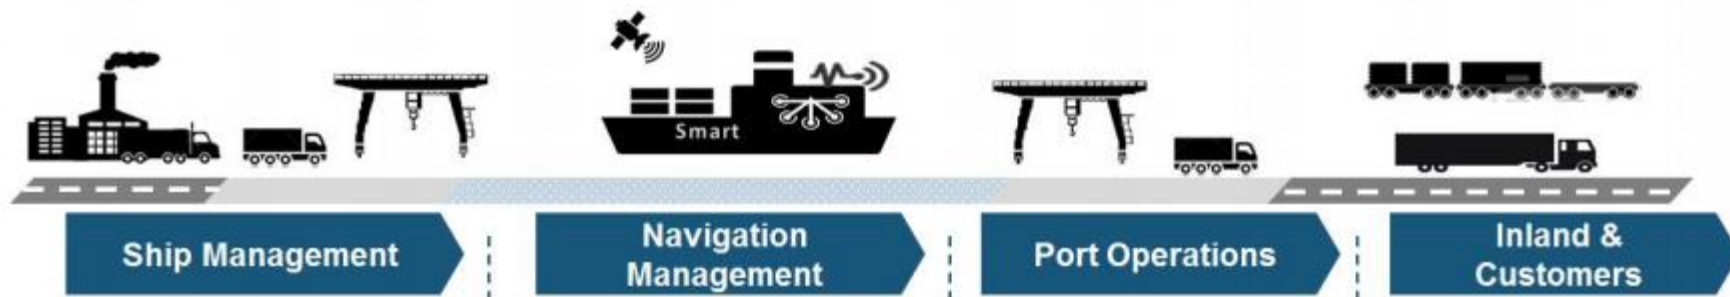 Smart
Ship Management
Navigation
Management
Port Operations
Inland &
Customers